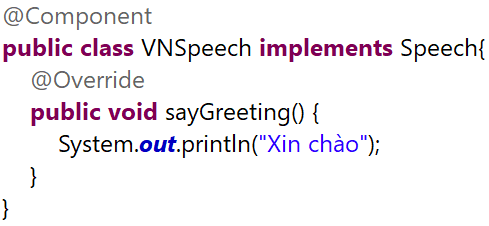 @Component
public class VNSpeech implements Speech{
@Override
public void sayGreeting() {
System.out.println("Xin chào");
}
}